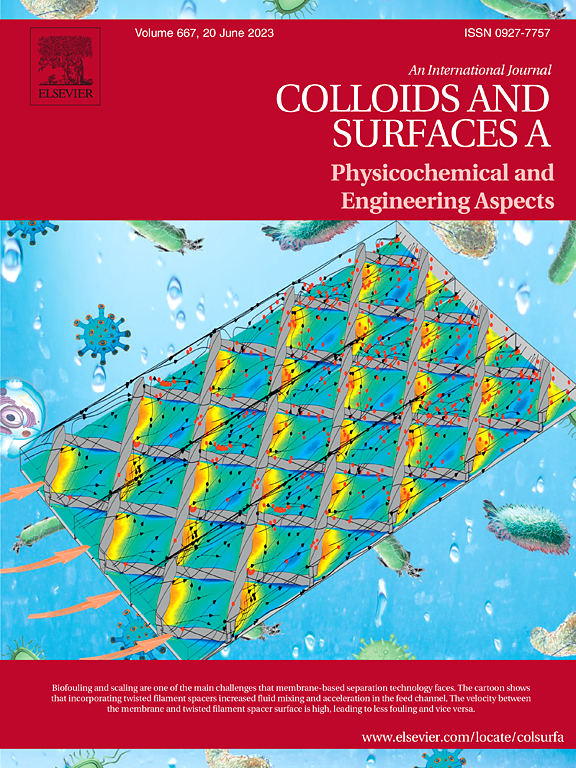 Volume 667, 20 June 2023
ISSN 0927-7757
ELSEVIER
An International Journal
COLLOIDS AND
SURFACES A
Physicochemical and
Engineering Aspects
Biofouling and scaling are one of the main challenges that membrane-based separation technology faces. The cartoon shows
that incorporating twisted filament spacers increased fluid mixing and acceleration in the feed channel. The velocity between
the membrane and twisted filament spacer surface is high, leading to less fouling and vice versa.
www.elsevier.com/locate/colsurfa